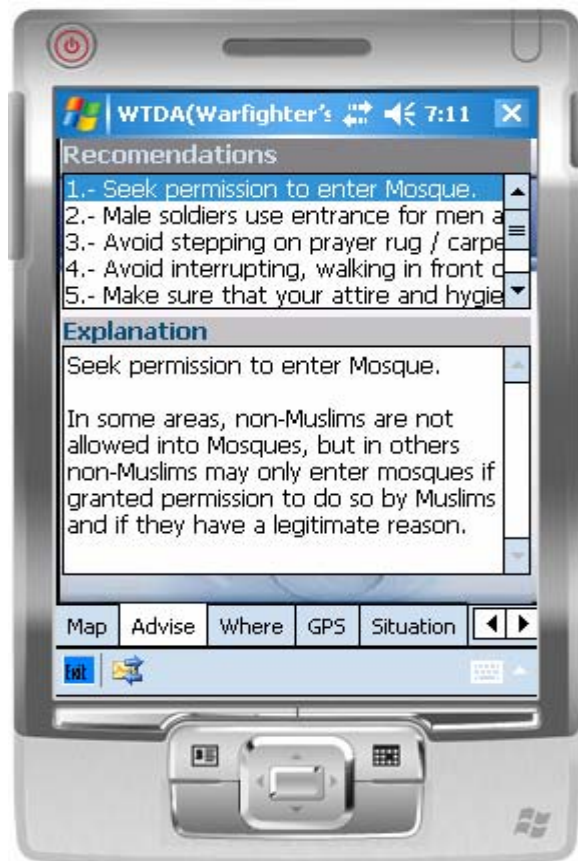 WTDA(Warfighter's 7:11
Recomendations
1.- Seek permission to enter Mosque.
2.- Male soldiers use entrance for men a
3.- Avoid stepping on prayer rug / carpe
4.- Avoid interrupting, walking in front o
5.- Make sure that your attire and hygie
Explanation
Seek permission to enter Mosque.
In some areas, non-Muslims are not
allowed into Mosques, but in others
non-Muslims may only enter mosques if
granted permission to do so by Muslims
and if they have a legitimate reason.
Map Advise Where GPS Situation
Exit